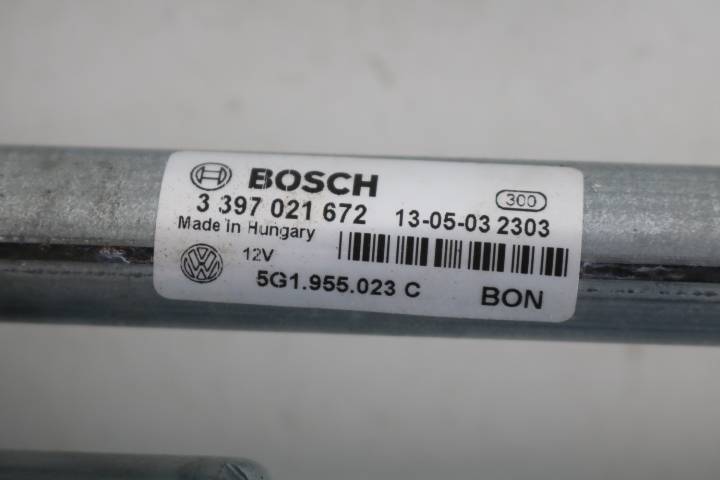 BOSCH 300
3 397 021 672 13-05-03 2303
Made in Hungary
12V
5G1.955.023 C BON